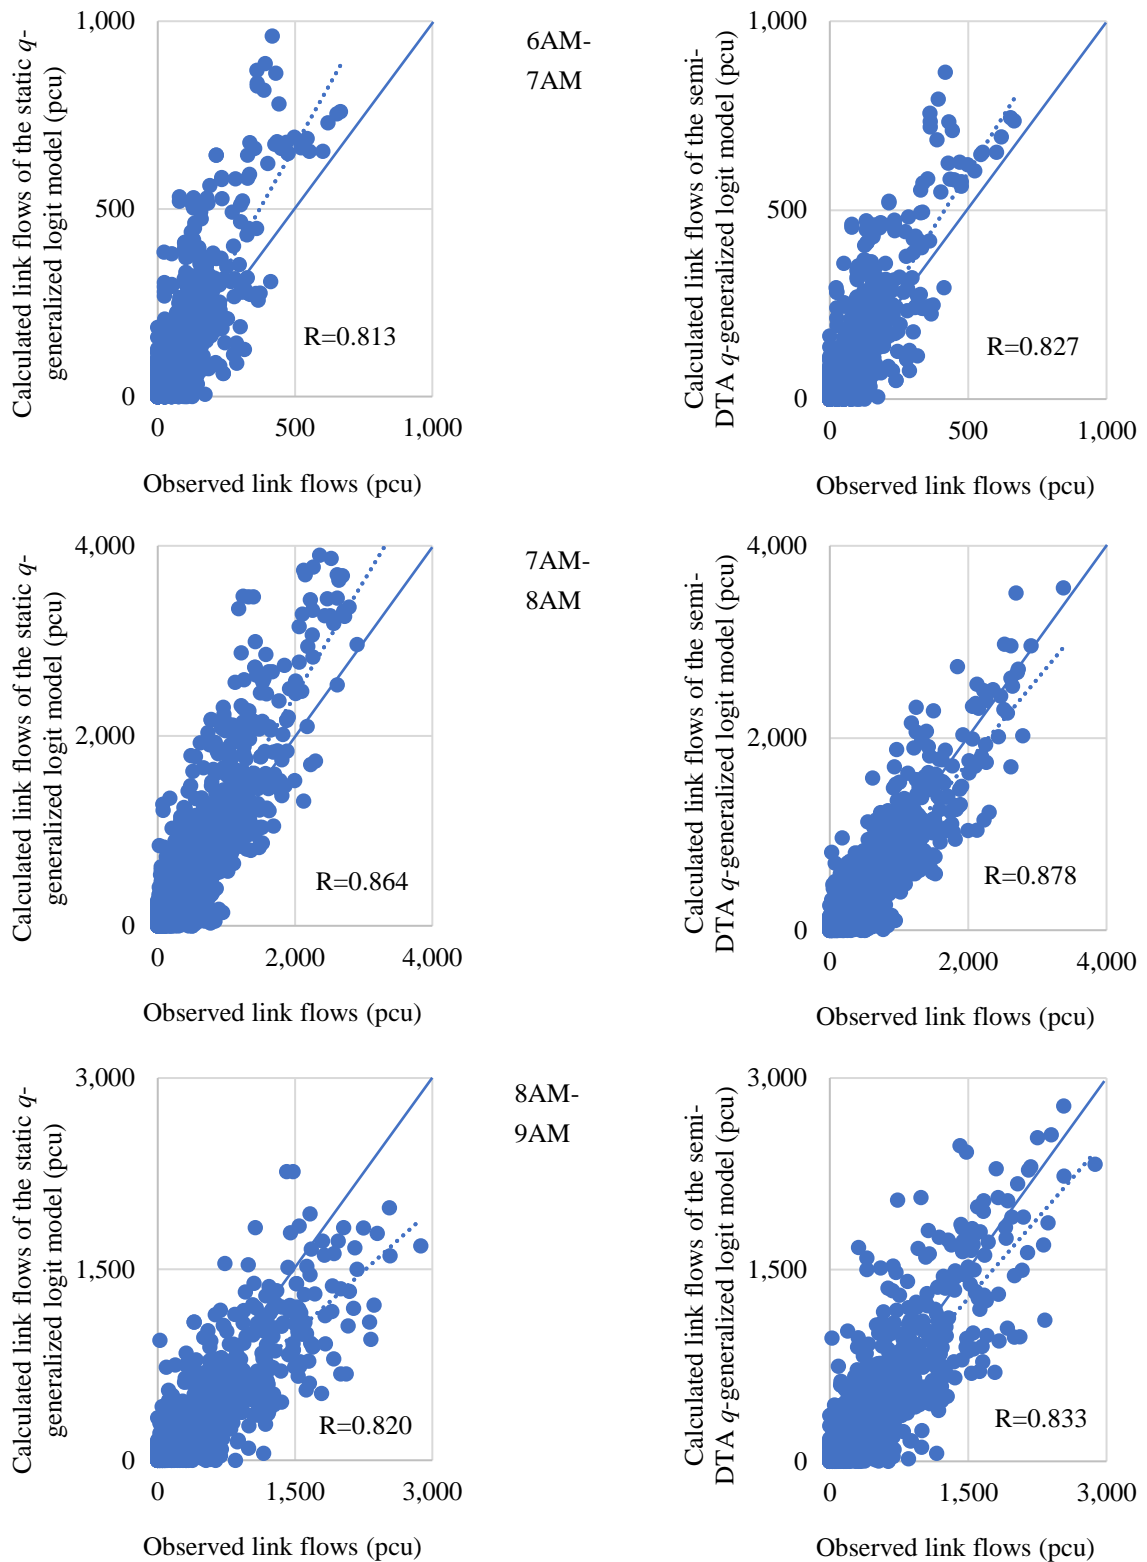 1,000
500
0
0
500
1,000
Calculated link flows of the static q-
generalized logit model (pcu)
Observed link flows (pcu)
R=0.813
6AM-
7AM
1,000
500
0
0
500
1,000
Calculated link flows of the semi-
DTA q-generalized logit model (pcu)
Observed link flows (pcu)
R=0.827
4,000
2,000
0
0
2,000
4,000
Calculated link flows of the static q-
generalized logit model (pcu)
Observed link flows (pcu)
R=0.864
7AM-
8AM
4,000
2,000
0
0
2,000
4,000
Calculated link flows of the semi-
DTA q-generalized logit model (pcu)
Observed link flows (pcu)
R=0.878
3,000
1,500
0
0
1,500
3,000
Calculated link flows of the static q-
generalized logit model (pcu)
Observed link flows (pcu)
R=0.820
8AM-
9AM
3,000
1,500
0
0
1,500
3,000
Calculated link flows of the semi-
DTA q-generalized logit model (pcu)
Observed link flows (pcu)
R=0.833